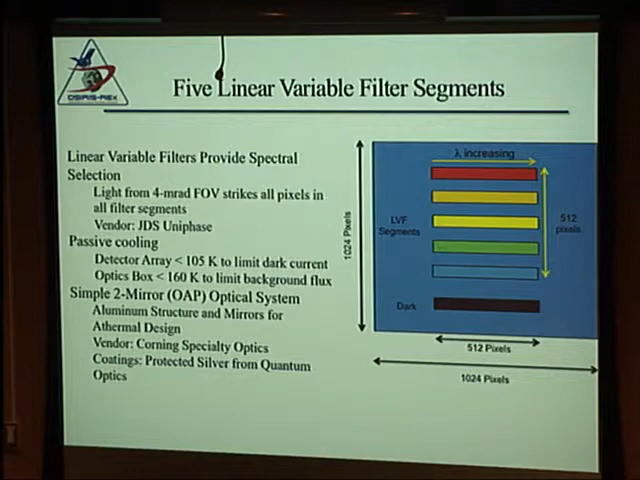 OSIRIS-REx
Five Linear Variable Filter Segments
Linear Variable Filters Provide Spectral
Selection
Light from 4-mrad FOV strikes all pixels in
all filter segments
Vendor: JDS Uniphase
Passive cooling
Detector Array < 105 K to limit dark current
Optics Box < 160 K to limit background flux
Simple 2-Mirror (OAP) Optical System
Aluminum Structure and Mirrors for
Athermal Design
Vendor: Corning Specialty Optics
Coatings: Protected Silver from Quantum
Optics
1024 Pixels
λ increasing
LVF
Segments
512
pixels
Dark
512 Pixels
1024 Pixels